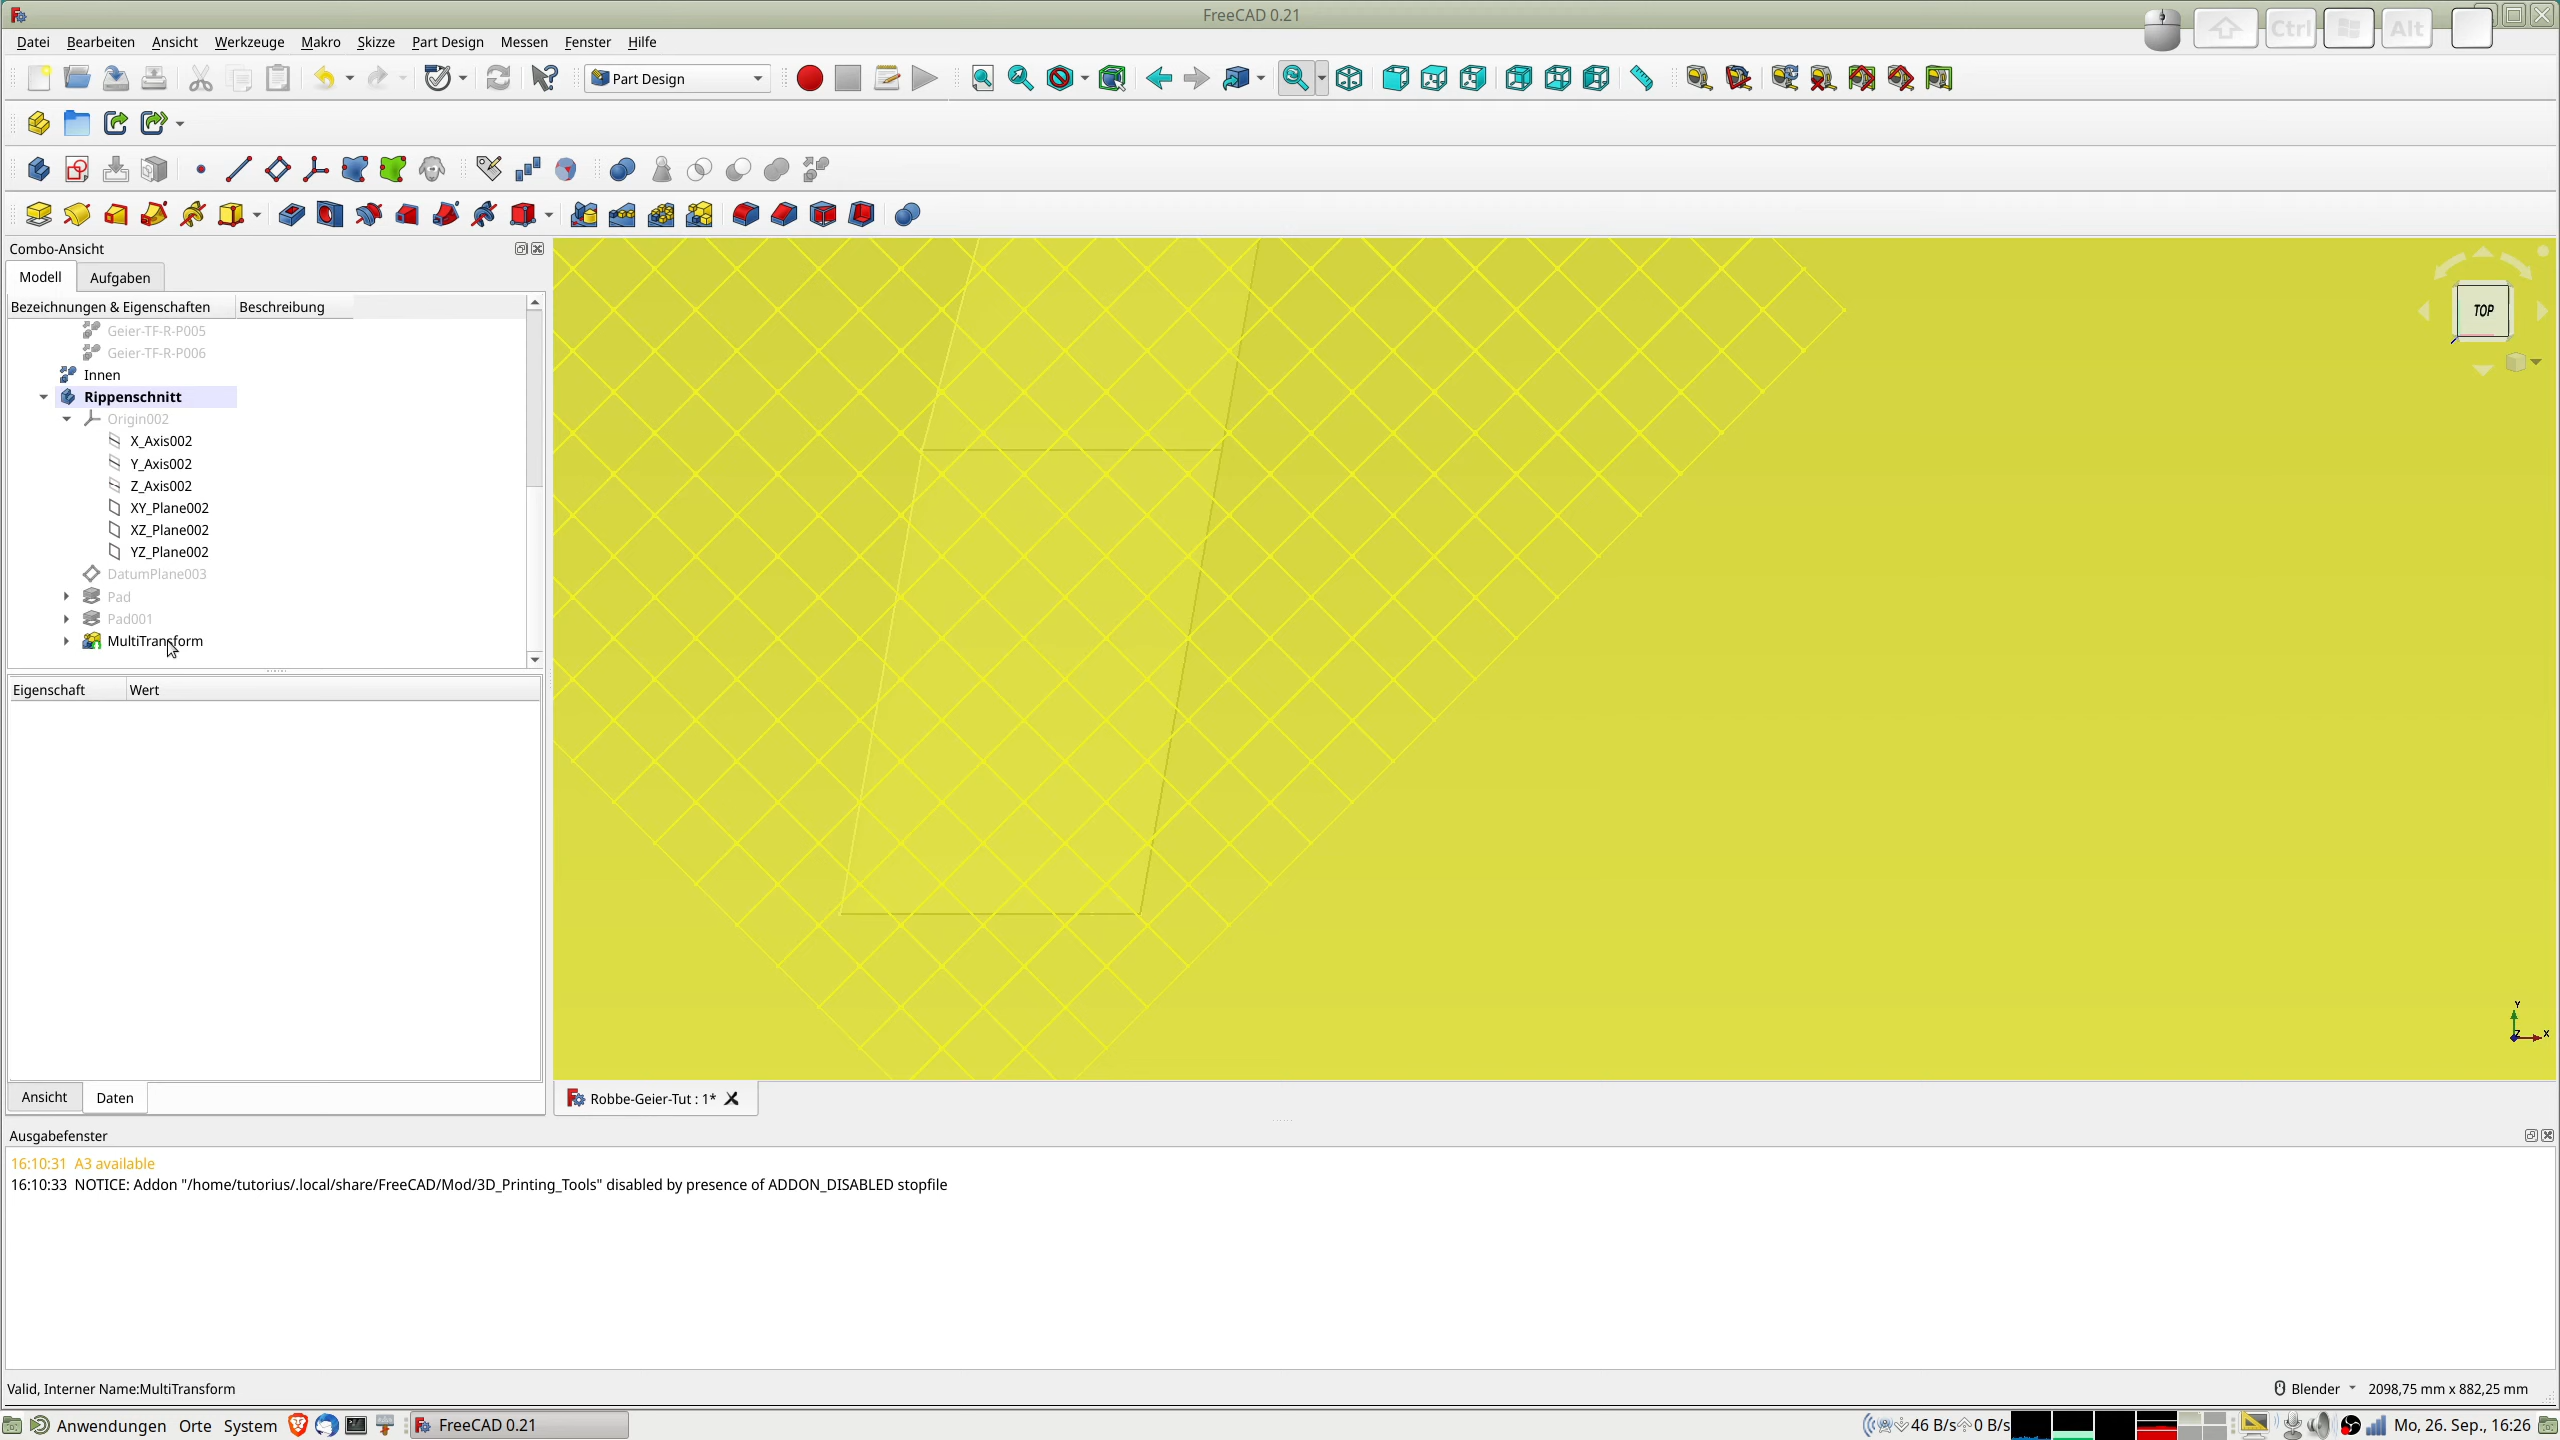 FreeCAD 0.21
Ctrl
Alt
Datei Bearbeiten Ansicht Werkzeuge Makro Skizze Part Design Messen Fenster Hilfe
Part Design
Combo-Ansicht
Modell Aufgaben
Bezeichnungen & Eigenschaften Beschreibung
Geier-TF-R-P005
Geier-TF-R-P006
Innen
Rippenschnitt
Origin002
X_Axis002
Y_Axis002
Z_Axis002
XY_Plane002
XZ_Plane002
YZ_Plane002
DatumPlane003
Pad
Pad001
MultiTransform
TOP
Eigenschaft Wert
Y
Z
X
Ansicht Daten
Robbe-Geier-Tut : 1*
Ausgabefenster
16:10:31 A3 available
16:10:33 NOTICE: Addon "/home/tutorius/.local/share/FreeCAD/Mod/3D_Printing_Tools" disabled by presence of ADDON_DISABLED stopfile
Valid, Interner Name:MultiTransform
Blender 2098,75 mm x 882,25 mm
Anwendungen Orte System FreeCAD 0.21 46 B/s 0 B/s Mo, 26. Sep., 16:26